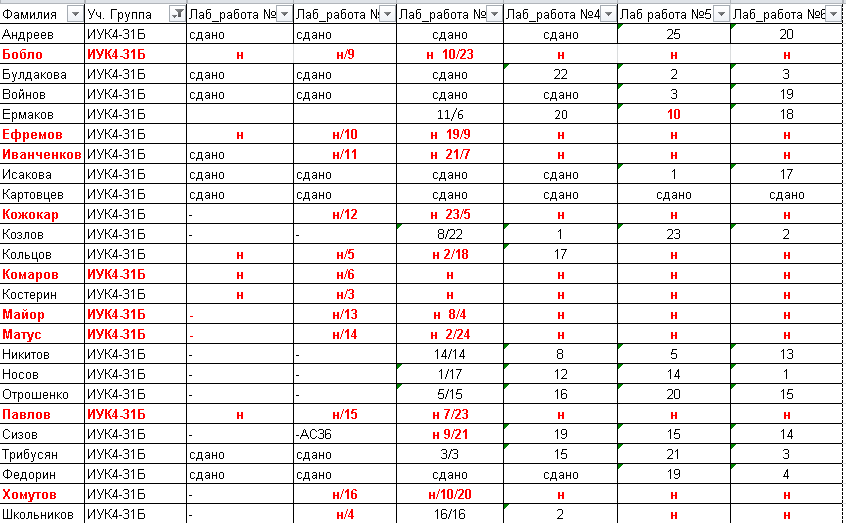 Фамилия Уч. Группа Лаб_работа № Лаб_работа № Лаб_работа № Лаб_работа №4 Лаб работа №5 Лаб_работа №6
Андреев ИУК4-31Б сдано сдано сдано сдано 25 20
Бобло ИУК4-31Б н н/9 н 10/23 н н н
Булдакова ИУК4-31Б сдано сдано сдано 22 2 3
Войнов ИУК4-31Б сдано сдано сдано сдано 3 19
Ермаков ИУК4-31Б 11/6 20 10 18
Ефремов ИУК4-31Б н н/10 н 19/9 н н н
Иванченков ИУК4-31Б сдано н/11 н 21/7 н н н
Исакова ИУК4-31Б сдано сдано сдано сдано 1 17
Картовцев ИУК4-31Б сдано сдано сдано сдано сдано сдано
Кожокар ИУК4-31Б - н/12 н 23/5 н н н
Козлов ИУК4-31Б - - 8/22 1 23 2
Кольцов ИУК4-31Б н н/5 н 2/18 17 н н
Комаров ИУК4-31Б н н/6 н н н н
Костерин ИУК4-31Б н н/3 н н н н
Майор ИУК4-31Б - н/13 н 8/4 н н н
Матус ИУК4-31Б - н/14 н 2/24 н н н
Никитов ИУК4-31Б - - 14/14 8 5 13
Носов ИУК4-31Б - - 1/17 12 14 1
Отрошенко ИУК4-31Б - - 5/15 16 20 15
Павлов ИУК4-31Б н н/15 н 7/23 н н н
Сизов ИУК4-31Б - -АС36 н 9/21 19 15 14
Трибусян ИУК4-31Б сдано сдано 3/3 15 21 3
Федорин ИУК4-31Б сдано сдано сдано сдано 19 4
Хомутов ИУК4-31Б - н/16 н/10/20 н н н
Школьников ИУК4-31Б - н/4 16/16 2 н н